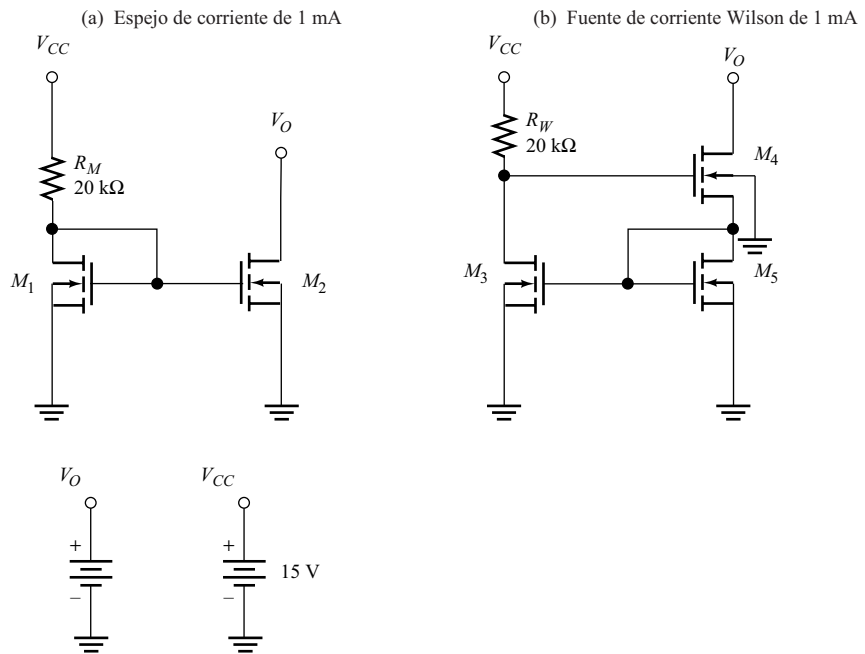 (a) Espejo de corriente de 1 mA
(b) Fuente de corriente Wilson de 1 mA
V_CC
V_O
R_M
20 kΩ
M_1
M_2
V_CC
V_O
R_W
20 kΩ
M_4
M_3
M_5
V_O
+
−
V_CC
+
15 V
−